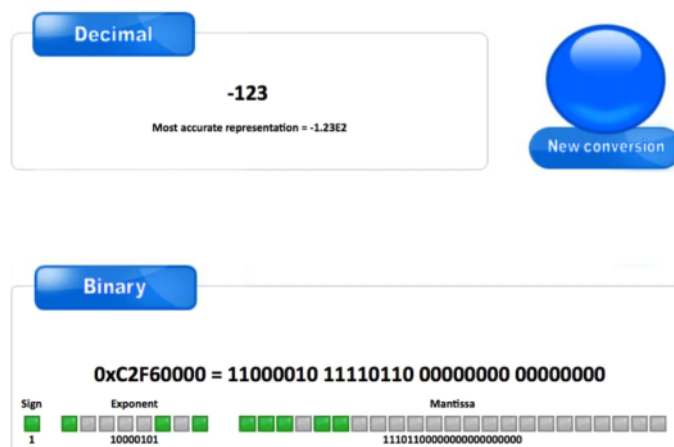 Decimal
-123
Most accurate representation = -1.23E2
New conversion
Binary
0xC2F60000 = 11000010 11110110 00000000 00000000
Sign Exponent Mantissa
1 10000101 11101100000000000000000